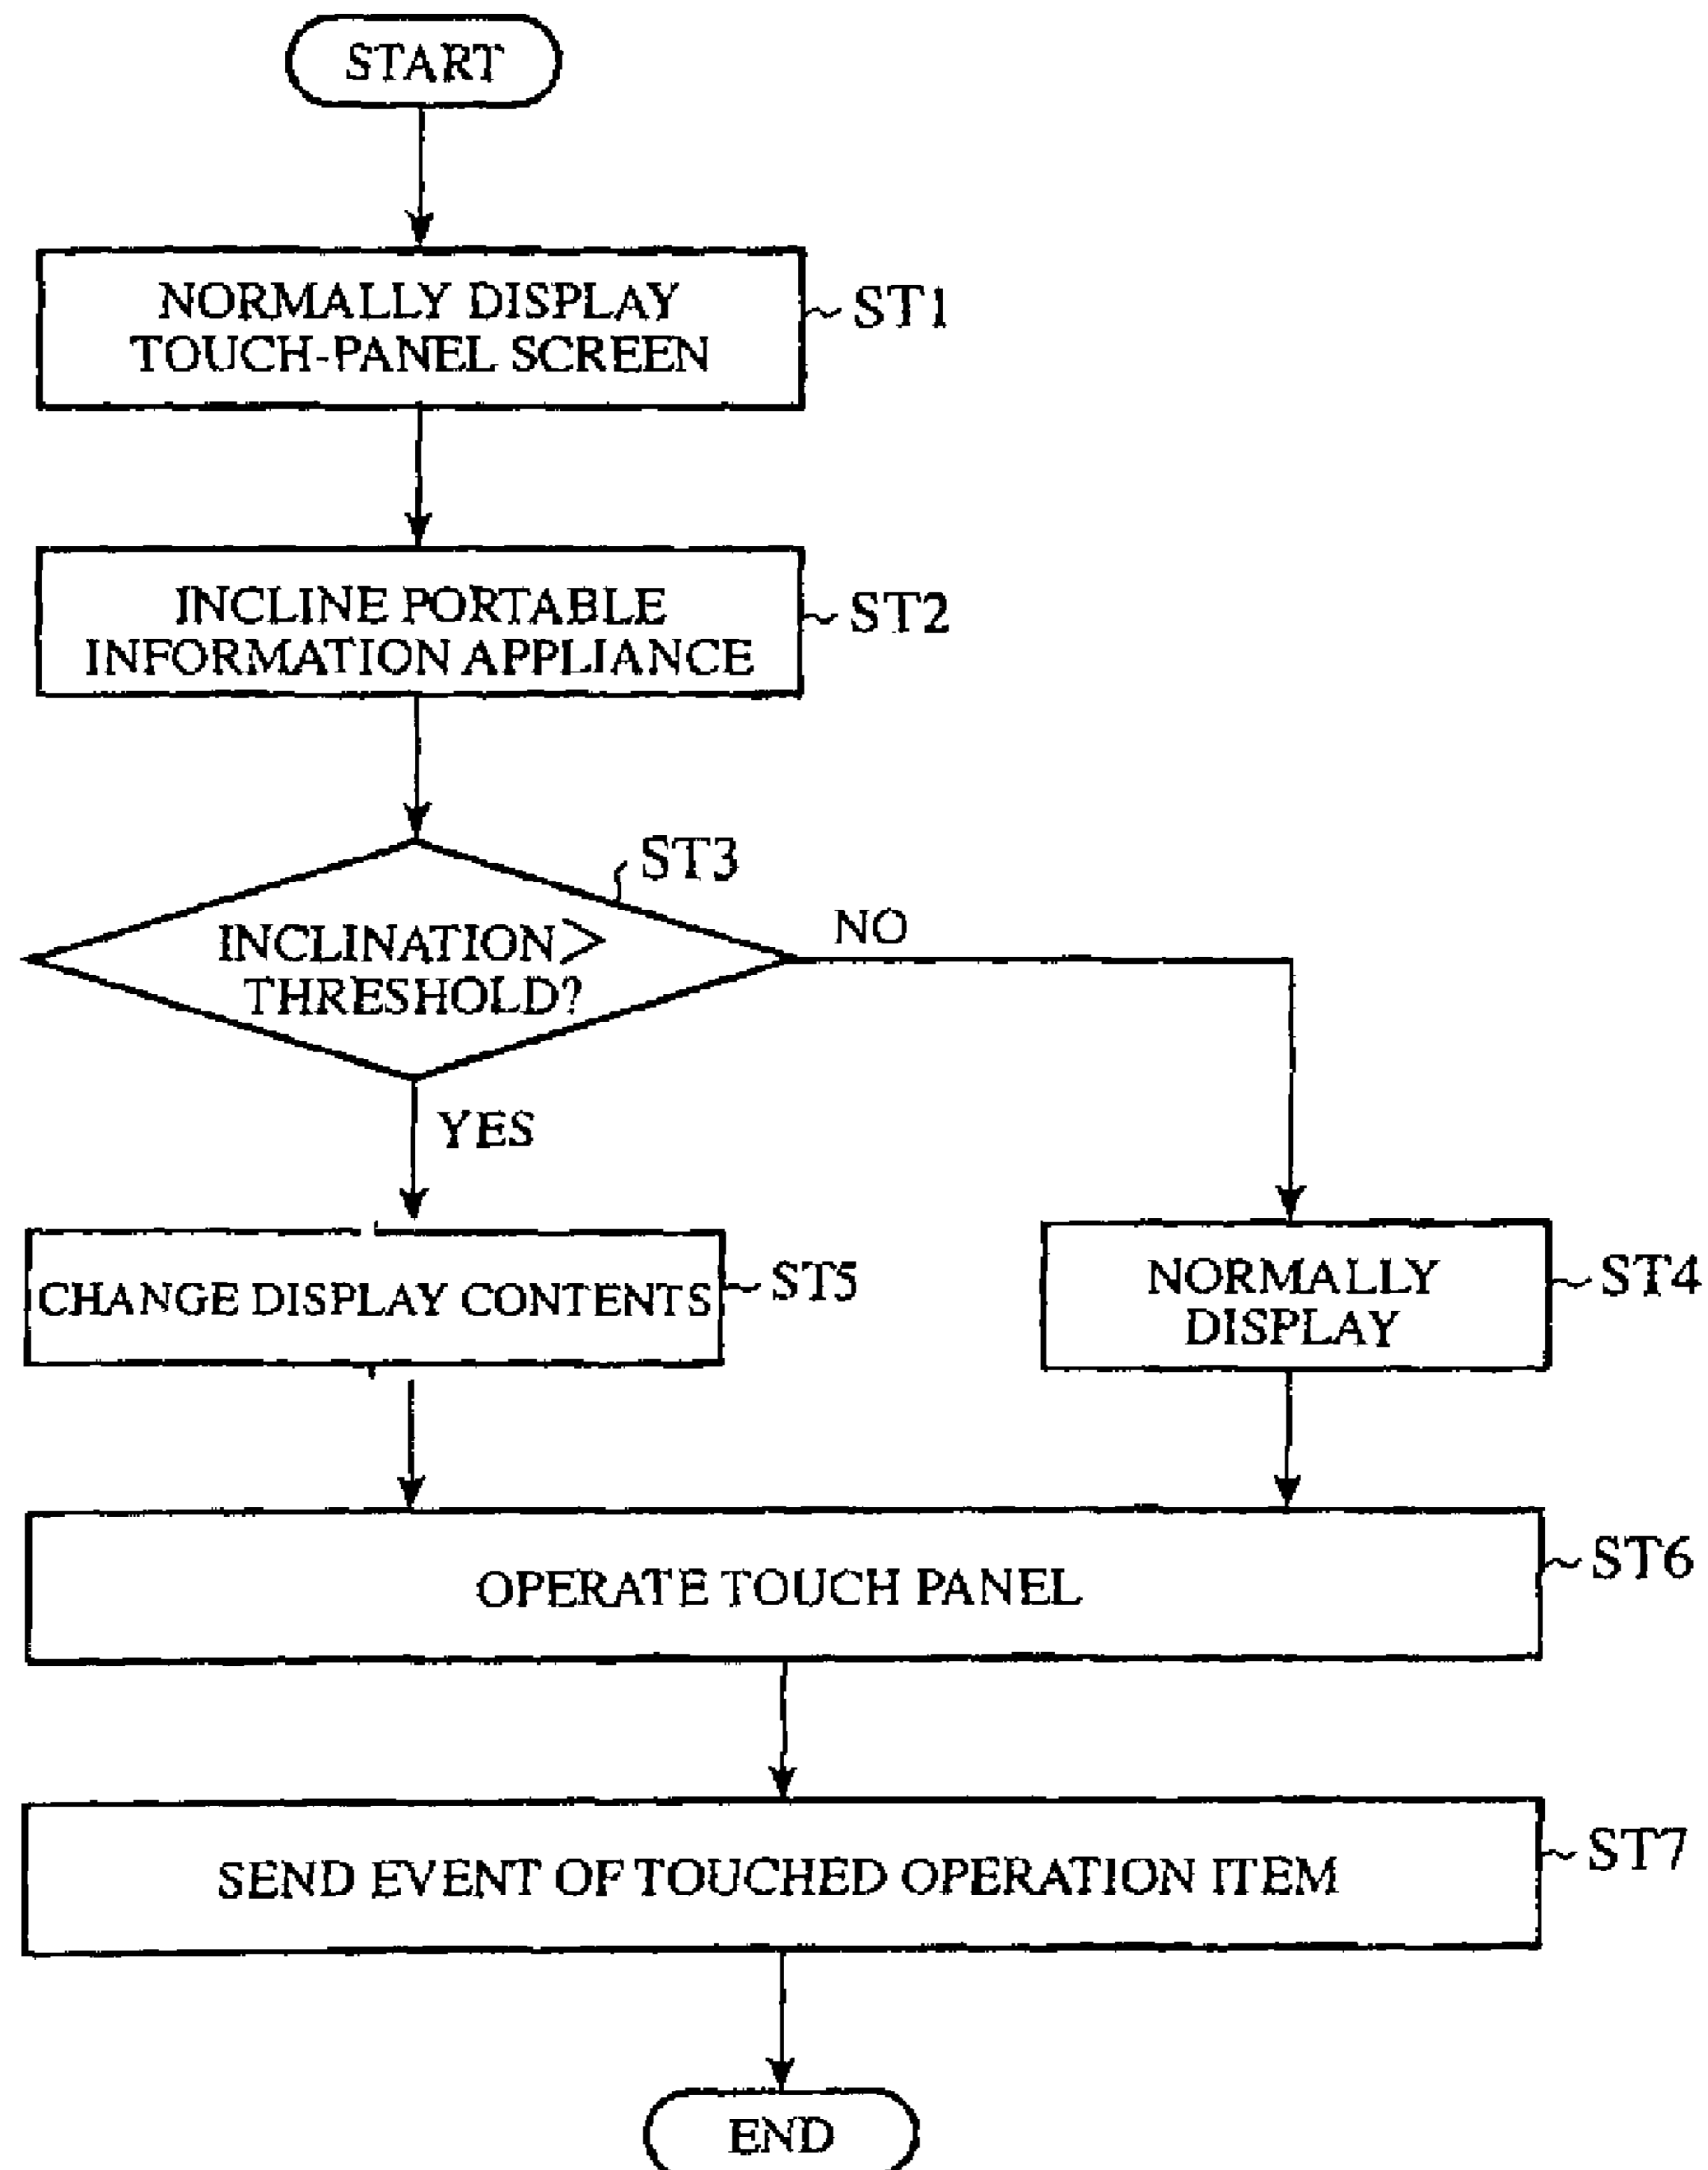 START
NORMALLY DISPLAY
TOUCH-PANEL SCREEN
ST1
INCLINE PORTABLE
INFORMATION APPLIANCE
ST2
ST3
INCLINATION>
THRESHOLD?
NO
YES
CHANGE DISPLAY CONTENTS
ST5
NORMALLY
DISPLAY
ST4
OPERATE TOUCH PANEL
ST6
SEND EVENT OF TOUCHED OPERATION ITEM
ST7
END